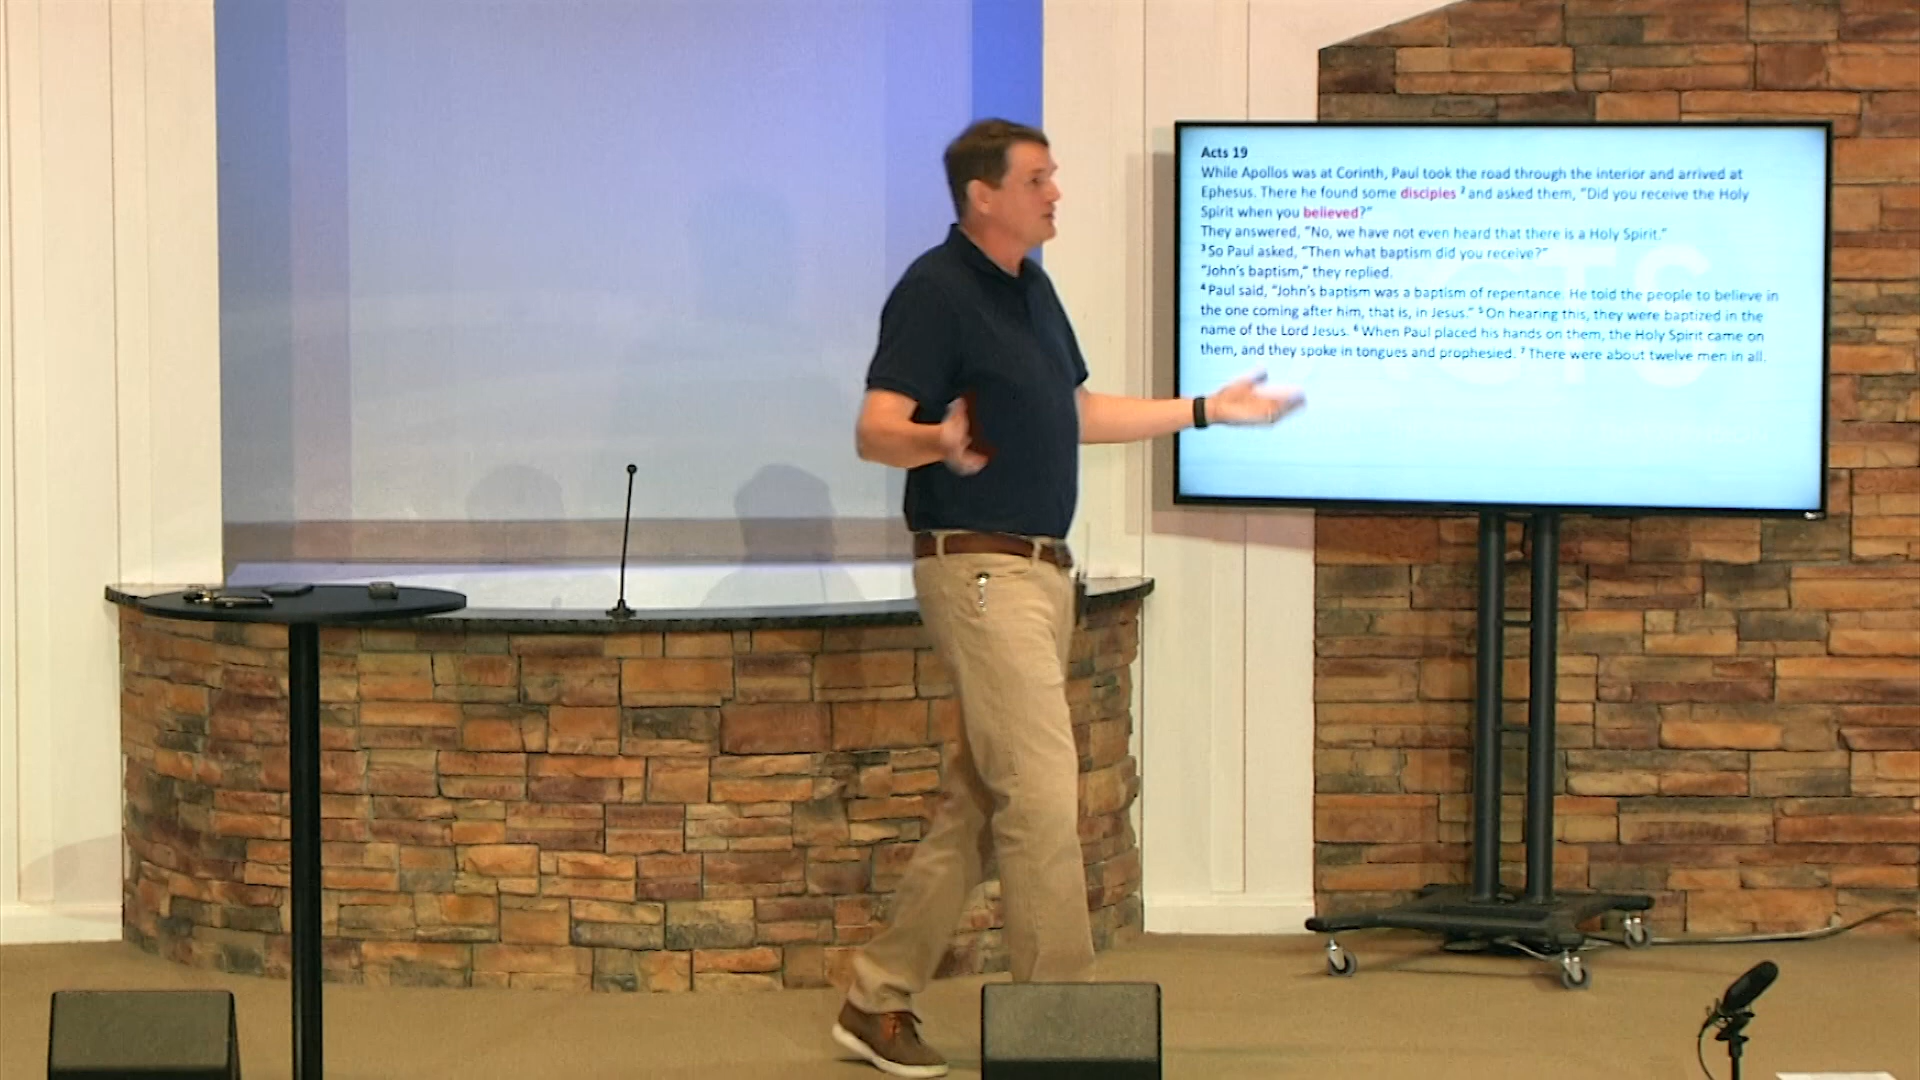 Acts 19
While Apollos was at Corinth, Paul took the road through the interior and arrived at
Ephesus. There he found some disciples ² and asked them, "Did you receive the Holy
Spirit when you believed?"
They answered, "No, we have not even heard that there is a Holy Spirit."
³ So Paul asked, "Then what baptism did you receive?"
"John's baptism," they replied.
⁴ Paul said, "John's baptism was a baptism of repentance. He told the people to believe in
the one coming after him, that is, in Jesus." ⁵ On hearing this, they were baptized in the
name of the Lord Jesus. ⁶ When Paul placed his hands on them, the Holy Spirit came on
them, and they spoke in tongues and prophesied. ⁷ There were about twelve men in all.
ACTS